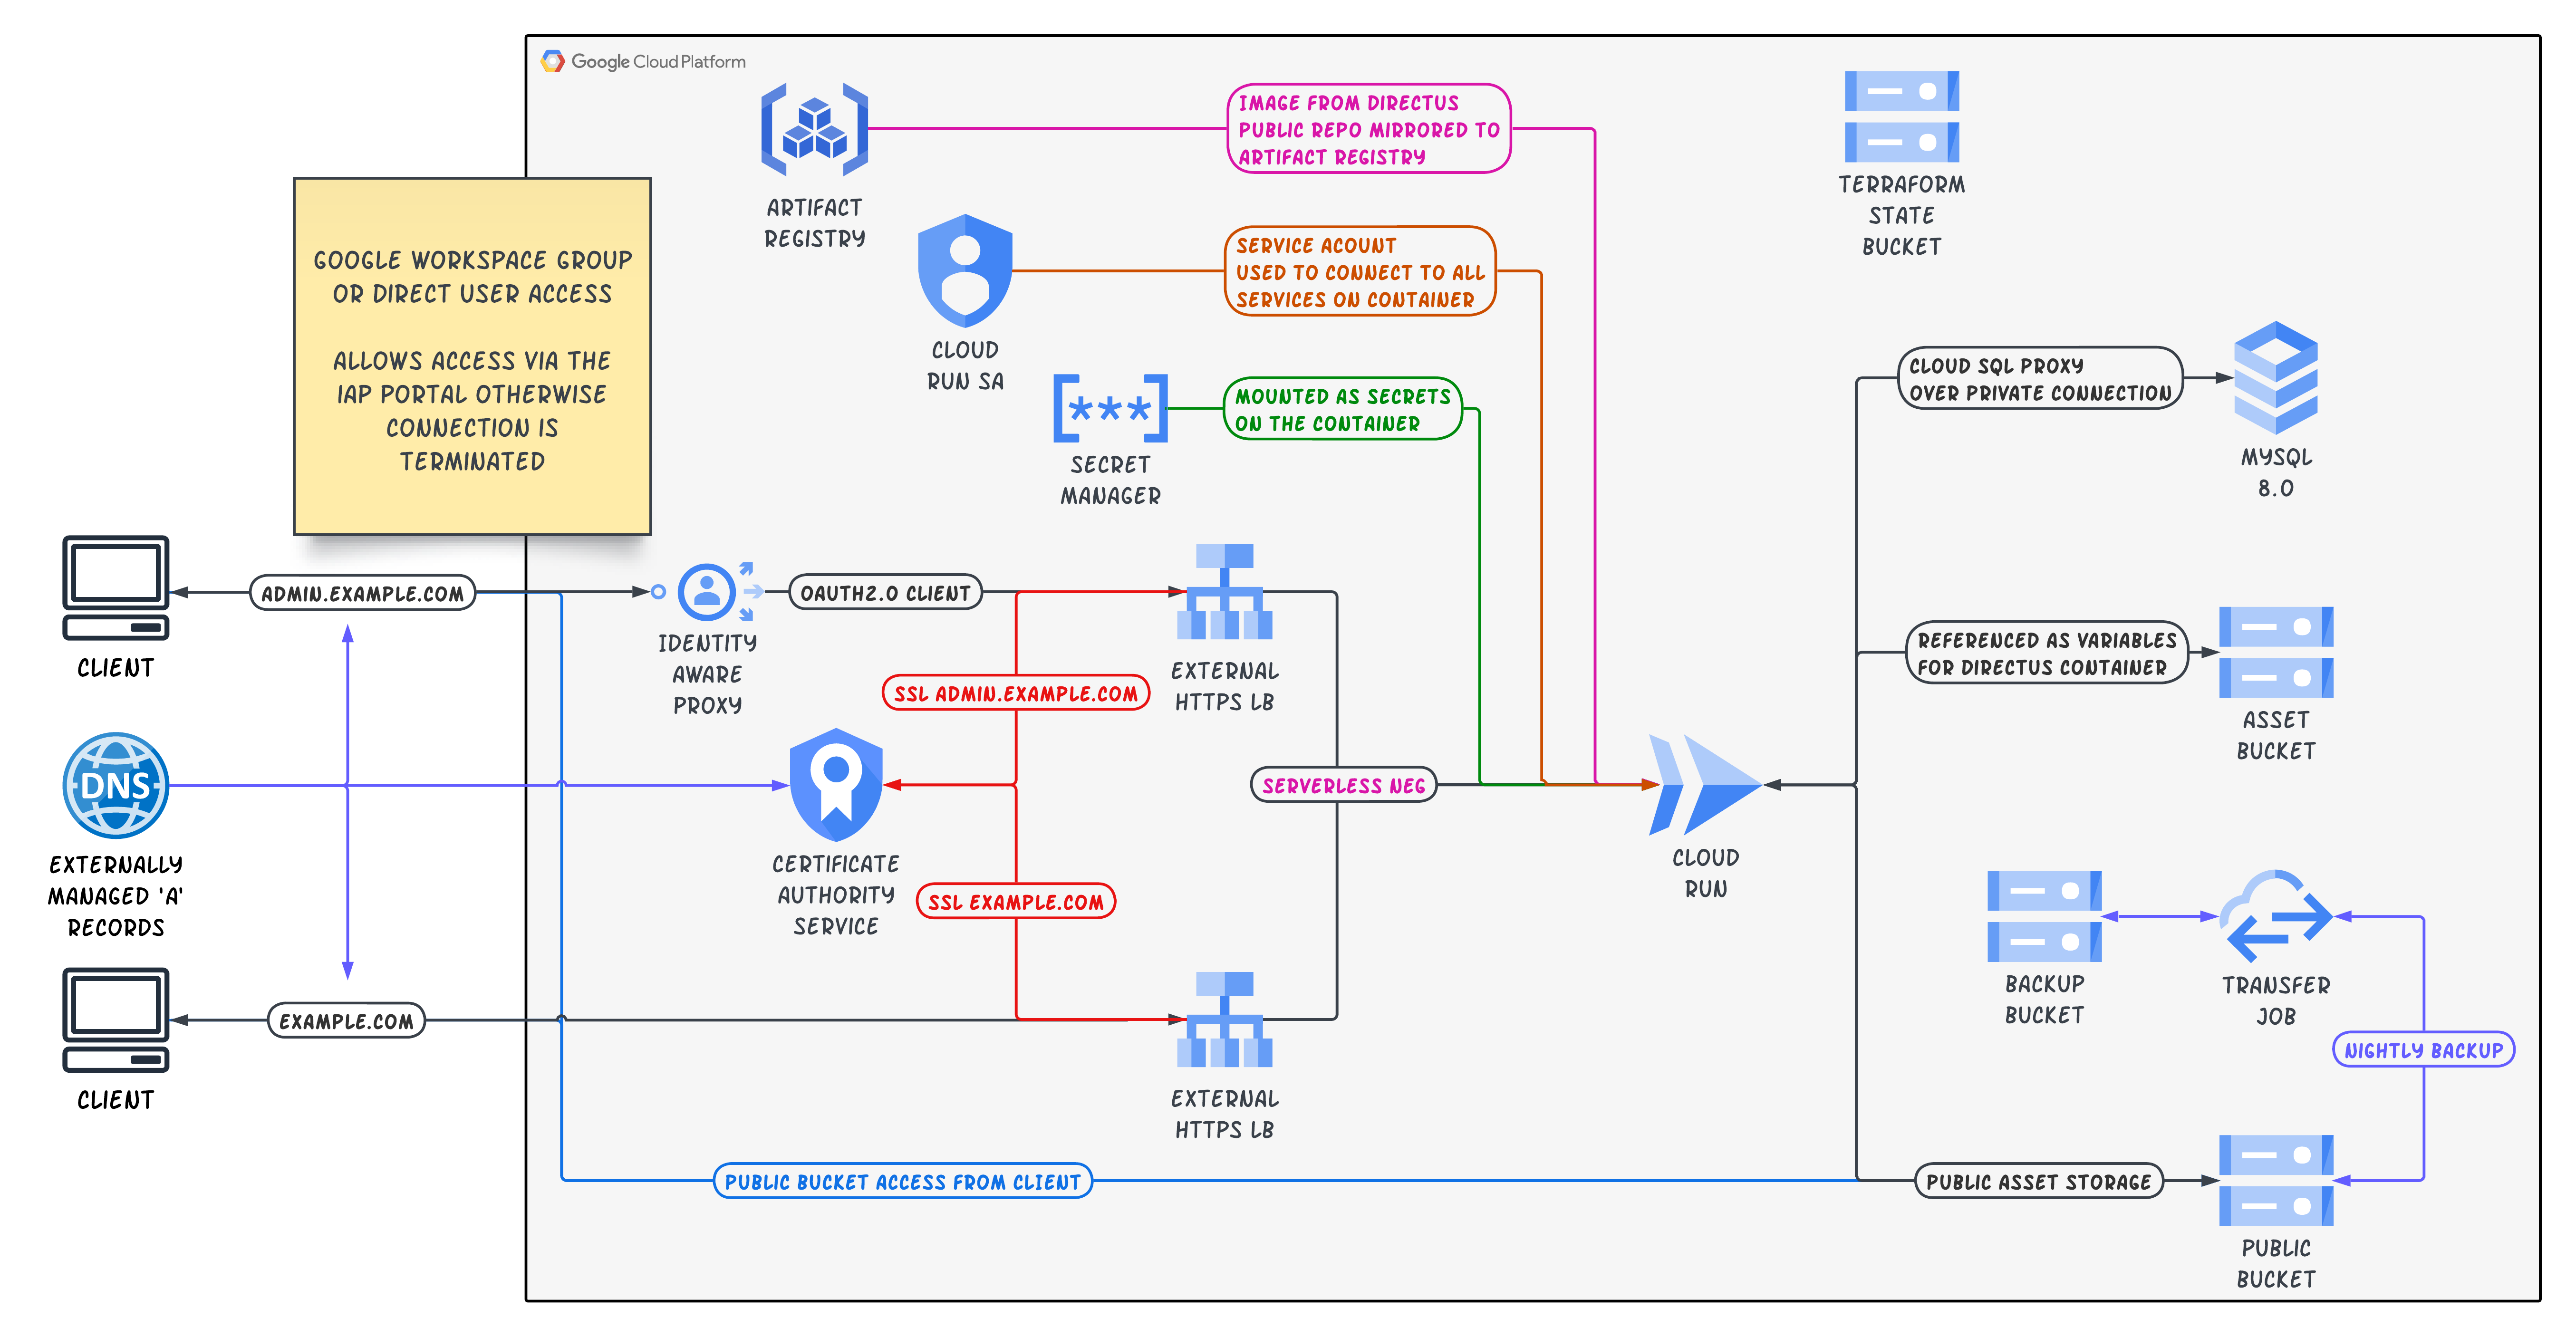 Google Cloud Platform
IMAGE FROM DIRECTUS
PUBLIC REPO MIRRORED TO
ARTIFACT REGISTRY
TERRAFORM
STATE
BUCKET
ARTIFACT
REGISTRY
GOOGLE WORKSPACE GROUP
OR DIRECT USER ACCESS
ALLOWS ACCESS VIA THE
IAP PORTAL OTHERWISE
CONNECTION IS
TERMINATED
SERVICE ACOUNT
USED TO CONNECT TO ALL
SERVICES ON CONTAINER
CLOUD
RUN SA
CLOUD SQL PROXY
OVER PRIVATE CONNECTION
MYSQL
8.0
***
MOUNTED AS SECRETS
ON THE CONTAINER
SECRET
MANAGER
CLIENT
ADMIN.EXAMPLE.COM
IDENTITY
AWARE
PROXY
OAUTH2.0 CLIENT
EXTERNAL
HTTPS LB
SSL ADMIN.EXAMPLE.COM
REFERENCED AS VARIABLES
FOR DIRECTUS CONTAINER
ASSET
BUCKET
DNS
EXTERNALLY
MANAGED 'A'
RECORDS
CERTIFICATE
AUTHORITY
SERVICE
SERVERLESS NEG
CLOUD
RUN
SSL EXAMPLE.COM
BACKUP
BUCKET
TRANSFER
JOB
NIGHTLY BACKUP
CLIENT
EXAMPLE.COM
EXTERNAL
HTTPS LB
PUBLIC BUCKET ACCESS FROM CLIENT
PUBLIC ASSET STORAGE
PUBLIC
BUCKET